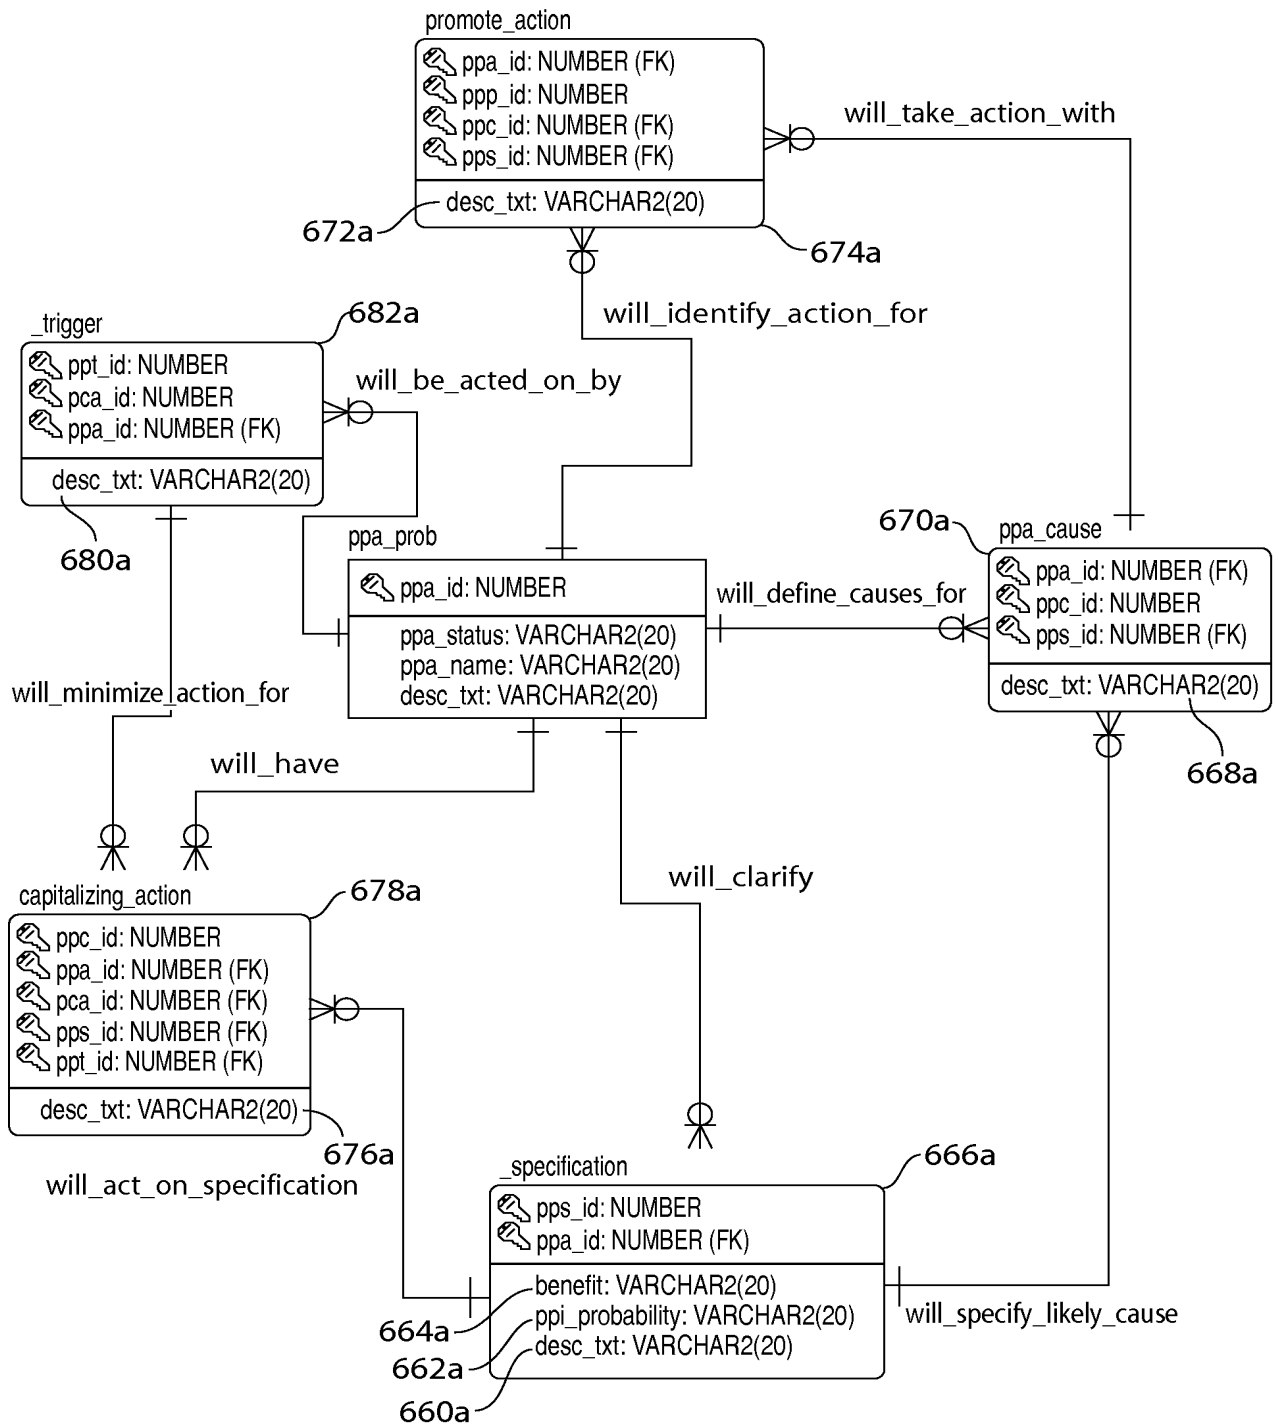 promote_action
ppa_id: NUMBER (FK)
ppp_id: NUMBER
ppc_id: NUMBER (FK)
pps_id: NUMBER (FK)
desc_txt: VARCHAR2(20)
672a
674a
will_take_action_with
will_identify_action_for
682a
_trigger
ppt_id: NUMBER
pca_id: NUMBER
ppa_id: NUMBER (FK)
desc_txt: VARCHAR2(20)
680a
will_be_acted_on_by
ppa_prob
ppa_id: NUMBER
ppa_status: VARCHAR2(20)
ppa_name: VARCHAR2(20)
desc_txt: VARCHAR2(20)
will_define_causes_for
670a
ppa_cause
ppa_id: NUMBER (FK)
ppc_id: NUMBER
pps_id: NUMBER (FK)
desc_txt: VARCHAR2(20)
668a
will_minimize_action_for
will_have
will_clarify
capitalizing_action
678a
ppc_id: NUMBER
ppa_id: NUMBER (FK)
pca_id: NUMBER (FK)
pps_id: NUMBER (FK)
ppt_id: NUMBER (FK)
desc_txt: VARCHAR2(20)
676a
will_act_on_specification
_specification
666a
pps_id: NUMBER
ppa_id: NUMBER (FK)
benefit: VARCHAR2(20)
ppi_probability: VARCHAR2(20)
desc_txt: VARCHAR2(20)
664a
662a
660a
will_specify_likely_cause